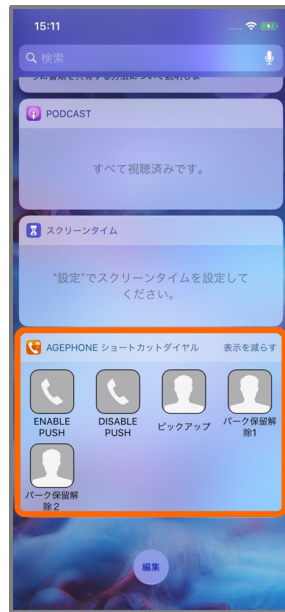 15:11
検索
PODCAST
すべて視聴済みです。
スクリーンタイム
“設定”でスクリーンタイムを設定して
ください。
AGEPHONE ショートカットダイヤル 表示を減らす
ENABLE
PUSH
DISABLE
PUSH
ピックアップ
パーク保留解
除1
パーク保留解
除２
編集